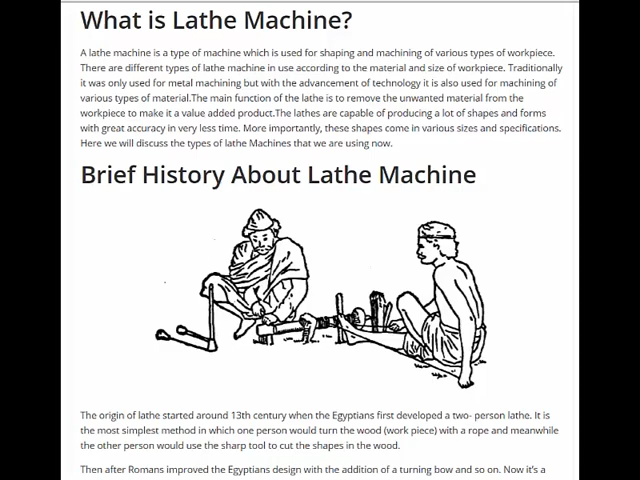 What is Lathe Machine?
A lathe machine is a type of machine which is used for shaping and machining of various types of workpiece.
There are different types of lathe machine in use according to the material and size of workpiece. Traditionally
it was only used for metal machining but with the advancement of technology it is also used for machining of
various types of material.The main function of the lathe is to remove the unwanted material from the
workpiece to make it a value added product.The lathes are capable of producing a lot of shapes and forms
with great accuracy in very less time. More importantly, these shapes come in various sizes and specifications.
Here we will discuss the types of lathe Machines that we are using now.
Brief History About Lathe Machine
The origin of lathe started around 13th century when the Egyptians first developed a two- person lathe. It is
the most simplest method in which one person would turn the wood (work piece) with a rope and meanwhile
the other person would use the sharp tool to cut the shapes in the wood.
Then after Romans improved the Egyptians design with the addition of a turning bow and so on. Now it's a